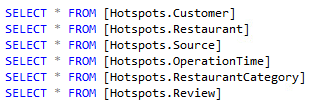 SELECT * FROM [Hotspots.Customer]
SELECT * FROM [Hotspots.Restaurant]
SELECT * FROM [Hotspots.Source]
SELECT * FROM [Hotspots.OperationTime]
SELECT * FROM [Hotspots.RestaurantCategory]
SELECT * FROM [Hotspots.Review]